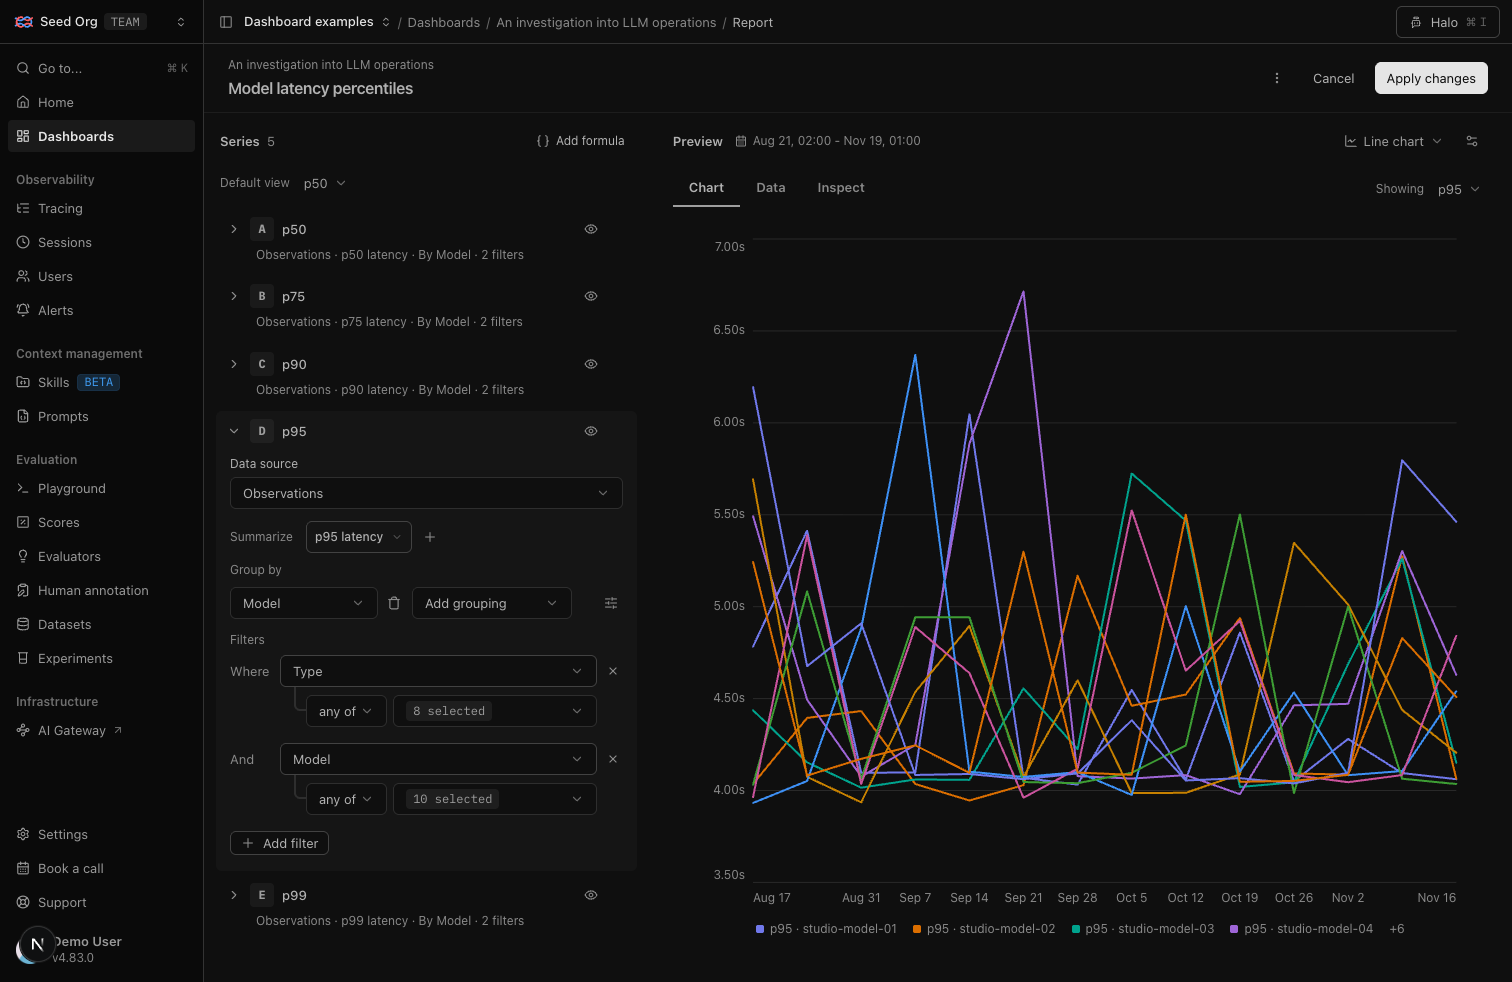 Seed Org TEAM
Go to... ⌘ K
Home
Dashboards
Observability
Tracing
Sessions
Users
Alerts
Context management
Skills BETA
Prompts
Evaluation
Playground
Scores
Evaluators
Human annotation
Datasets
Experiments
Infrastructure
AI Gateway ↗
Settings
Book a call
Support
N
Demo User
v4.83.0
Dashboard examples / Dashboards / An investigation into LLM operations / Report
Halo ⌘ I
An investigation into LLM operations
Model latency percentiles
Cancel
Apply changes
Series 5
{ } Add formula
Default view p50
A p50
Observations · p50 latency · By Model · 2 filters
B p75
Observations · p75 latency · By Model · 2 filters
C p90
Observations · p90 latency · By Model · 2 filters
D p95
Data source
Observations
Summarize p95 latency +
Group by
Model Add grouping
Filters
Where Type ×
any of 8 selected
And Model ×
any of 10 selected
+ Add filter
E p99
Observations · p99 latency · By Model · 2 filters
Preview Aug 21, 02:00 - Nov 19, 01:00
Line chart
Chart Data Inspect
Showing p95
7.00s
6.50s
6.00s
5.50s
5.00s
4.50s
4.00s
3.50s
Aug 17 Aug 31 Sep 7 Sep 14 Sep 21 Sep 28 Oct 5 Oct 12 Oct 19 Oct 26 Nov 2 Nov 16
p95 · studio-model-01 p95 · studio-model-02 p95 · studio-model-03 p95 · studio-model-04 +6